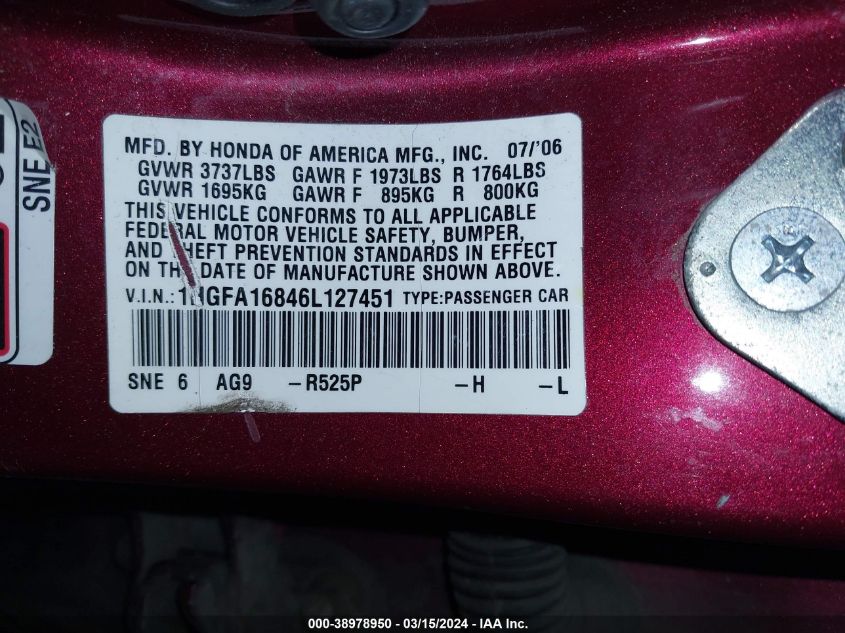 MFD. BY HONDA OF AMERICA MFG., INC. 07/'06
GVWR 3737LBS GAWR F 1973LBS R 1764LBS
GVWR 1695KG GAWR F 895KG R 800KG
THIS VEHICLE CONFORMS TO ALL APPLICABLE
FEDERAL MOTOR VEHICLE SAFETY, BUMPER,
AND THEFT PREVENTION STANDARDS IN EFFECT
ON THE DATE OF MANUFACTURE SHOWN ABOVE.
V.I.N.:1HGFA16846L127451 TYPE:PASSENGER CAR
SNE 6 AG9 -R525P -H -L
SNE E2
000-38978950 - 03/15/2024 - IAAI Inc.